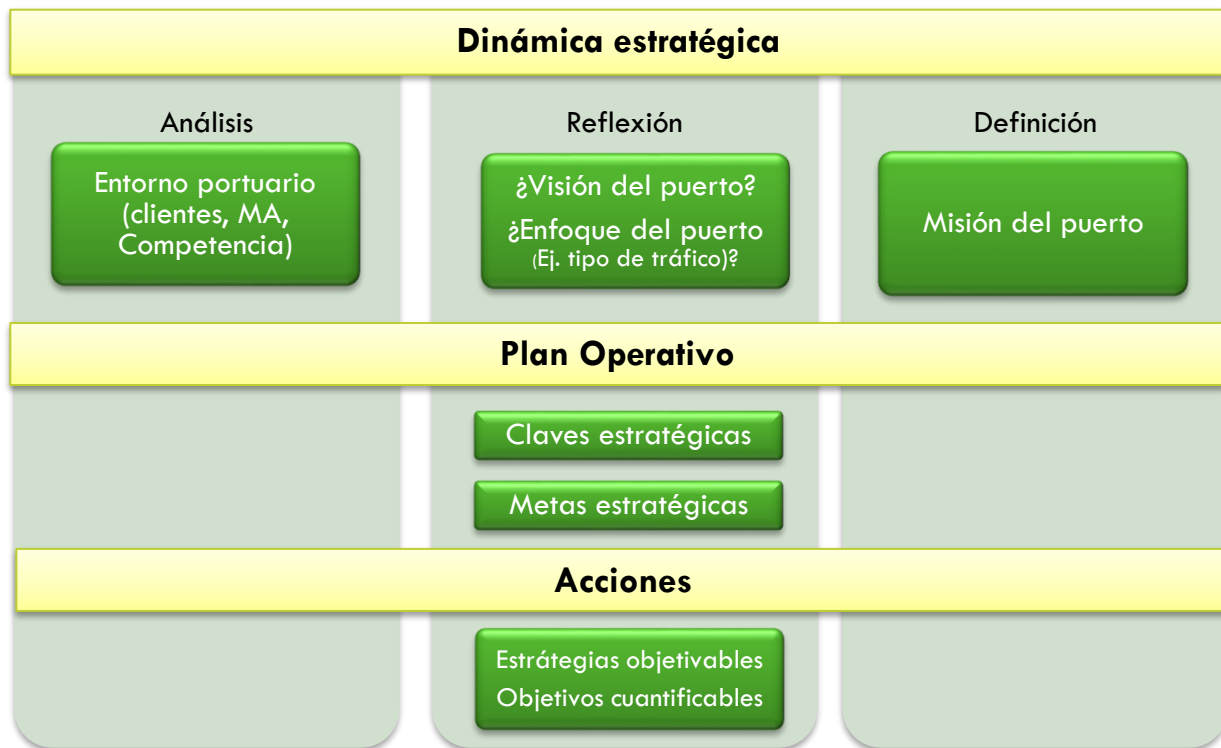 Dinámica estratégica
Análisis
Entorno portuario
(clientes, MA,
Competencia)
Reflexión
¿Visión del puerto?
¿Enfoque del puerto
(Ej. tipo de tráfico)?
Definición
Misión del puerto
Plan Operativo
Claves estratégicas
Metas estratégicas
Acciones
Estrátegias objetivables
Objetivos cuantificables